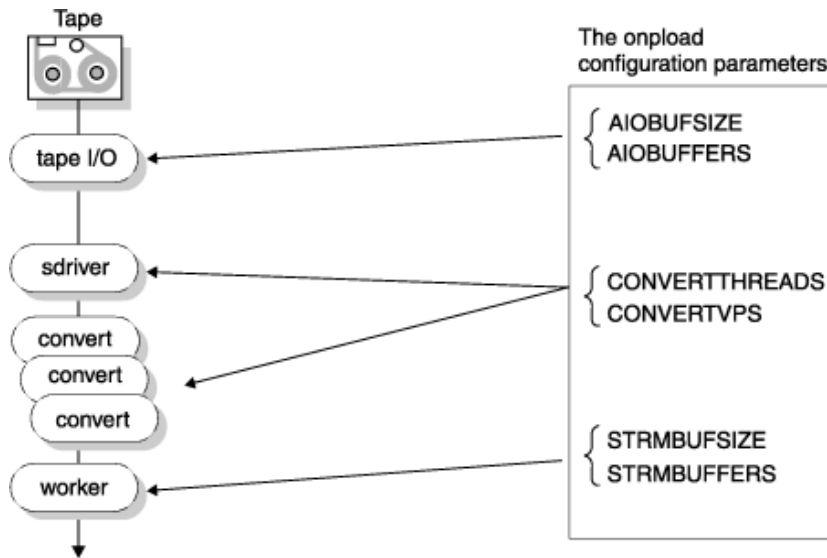 Tape
tape I/O
sdriver
convert
convert
convert
worker
The onpload
configuration parameters
AIOBUFSIZE
AIOBUFFERS
CONVERTTHREADS
CONVERTVPS
STRMBUFSIZE
STRMBUFFERS